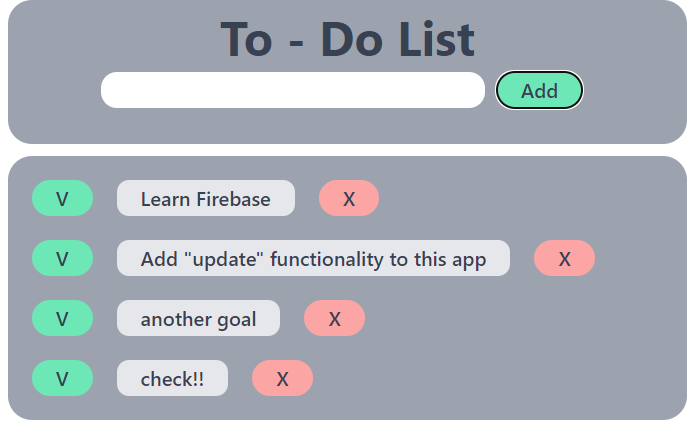 To - Do List
Add
V Learn Firebase X
V Add "update" functionality to this app X
V another goal X
V check!! X